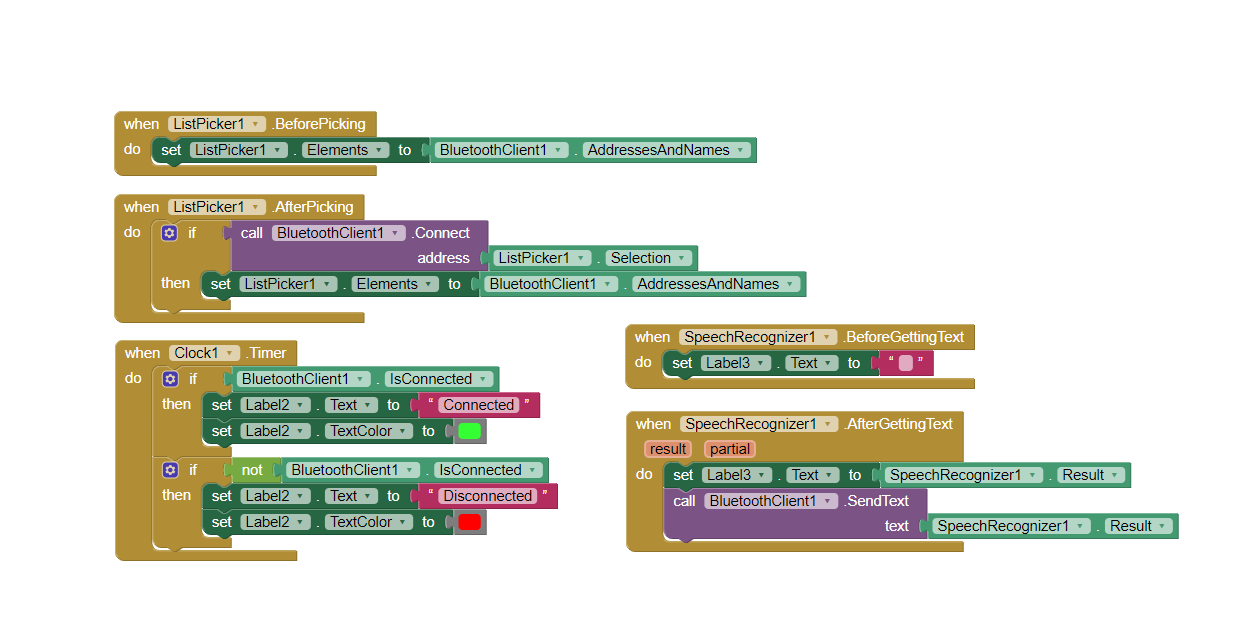 when ListPicker1 .BeforePicking
do set ListPicker1 . Elements to BluetoothClient1 . AddressesAndNames
when ListPicker1 .AfterPicking
do if call BluetoothClient1 .Connect
address ListPicker1 . Selection
then set ListPicker1 . Elements to BluetoothClient1 . AddressesAndNames
when Clock1 .Timer
do if BluetoothClient1 . IsConnected
then set Label2 . Text to “ Connected ”
set Label2 . TextColor to
if not BluetoothClient1 . IsConnected
then set Label2 . Text to “ Disconnected ”
set Label2 . TextColor to
when SpeechRecognizer1 .BeforeGettingText
do set Label3 . Text to “ ”
when SpeechRecognizer1 .AfterGettingText
result partial
do set Label3 . Text to SpeechRecognizer1 . Result
call BluetoothClient1 .SendText
text SpeechRecognizer1 . Result